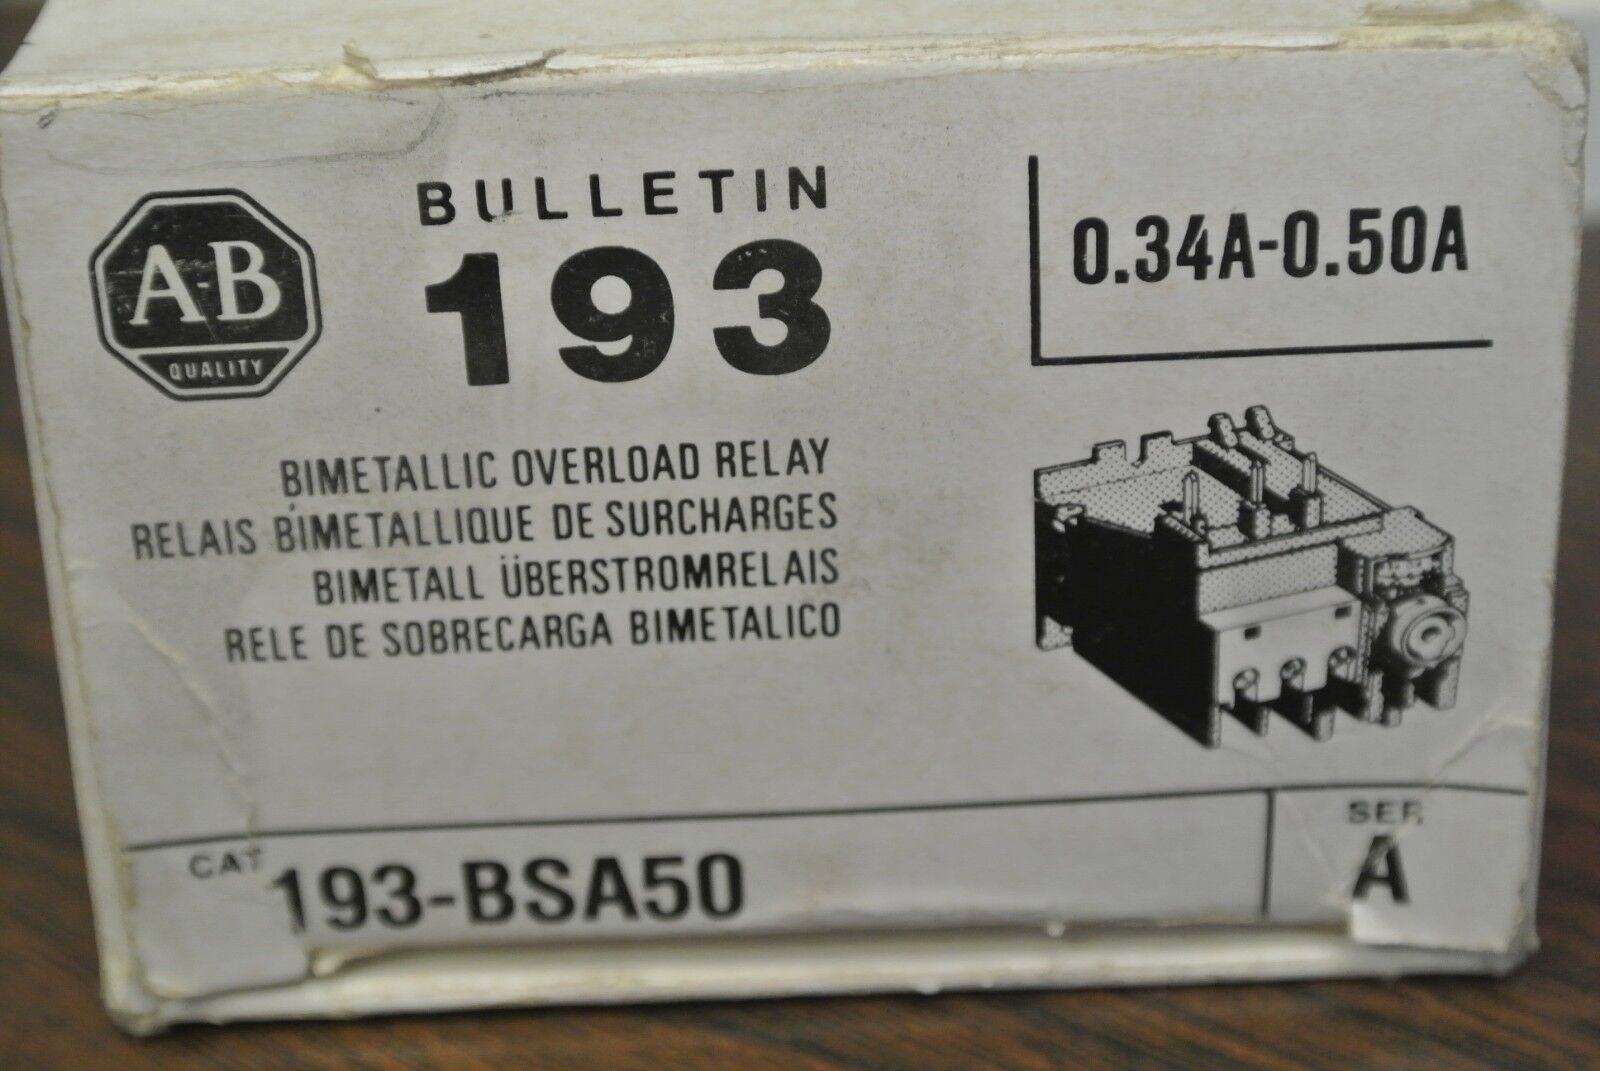 A-B
QUALITY
BULLETIN
193
0.34A-0.50A
BIMETALLIC OVERLOAD RELAY
RELAIS BIMETALLIQUE DE SURCHARGES
BIMETALL ÜBERSTROMRELAIS
RELE DE SOBRECARGA BIMETALICO
CAT
193-BSA50
SER.
A